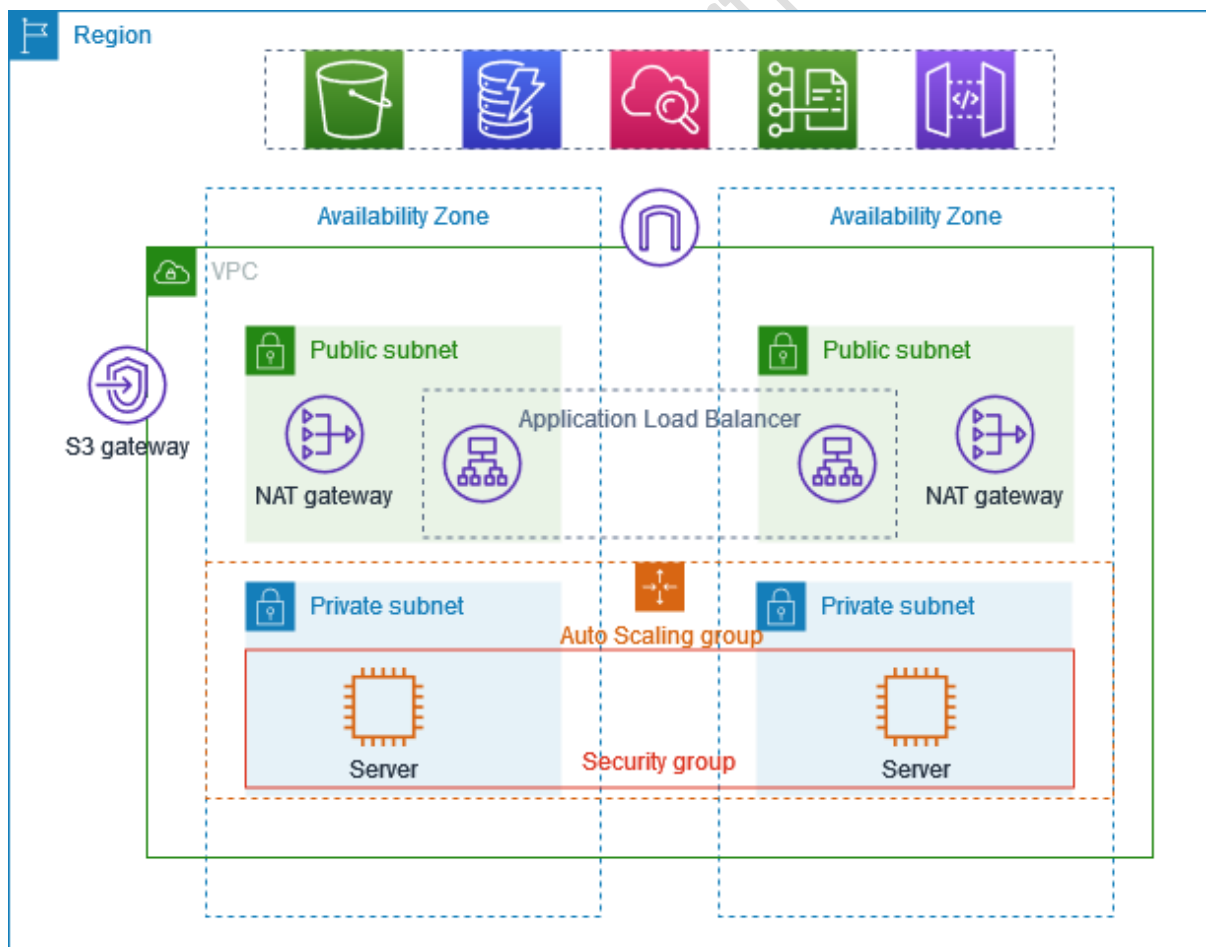 Region
Availability Zone
Availability Zone
VPC
Public subnet
Public subnet
Application Load Balancer
S3 gateway
NAT gateway
NAT gateway
Private subnet
Private subnet
Auto Scaling group
Security group
Server
Server